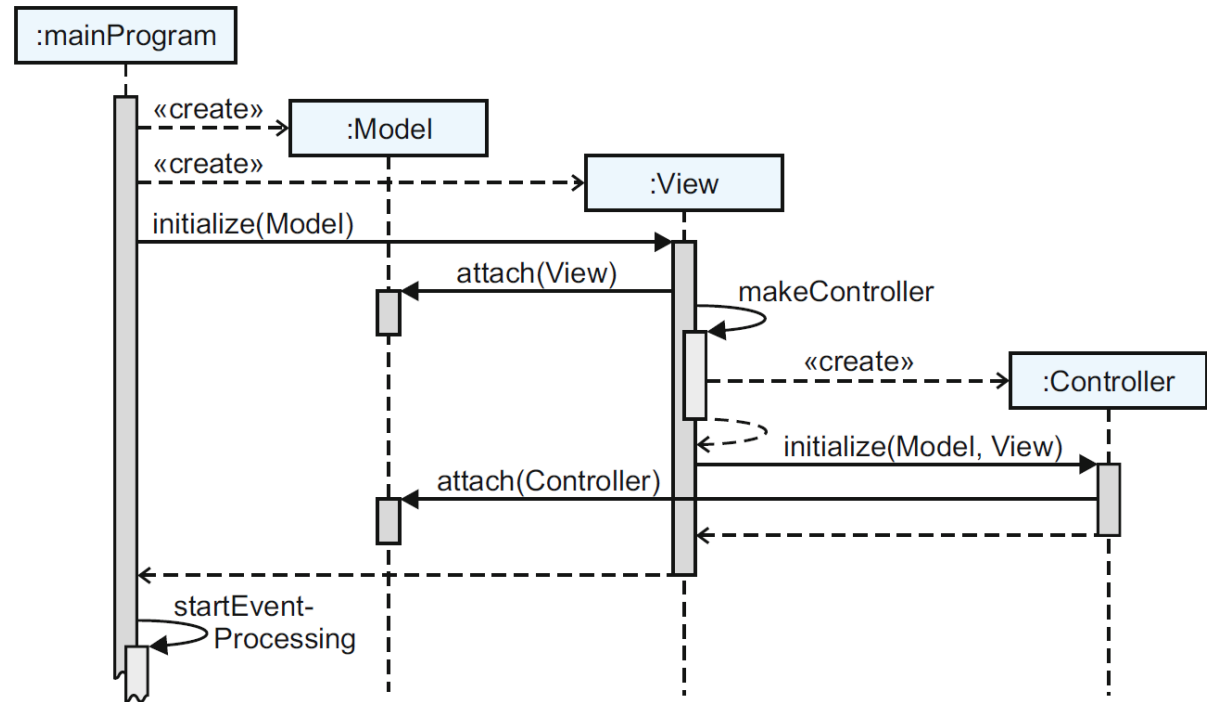 :mainProgram
«create»
:Model
«create»
:View
initialize(Model)
attach(View)
makeController
«create»
:Controller
initialize(Model, View)
attach(Controller)
startEvent-
Processing